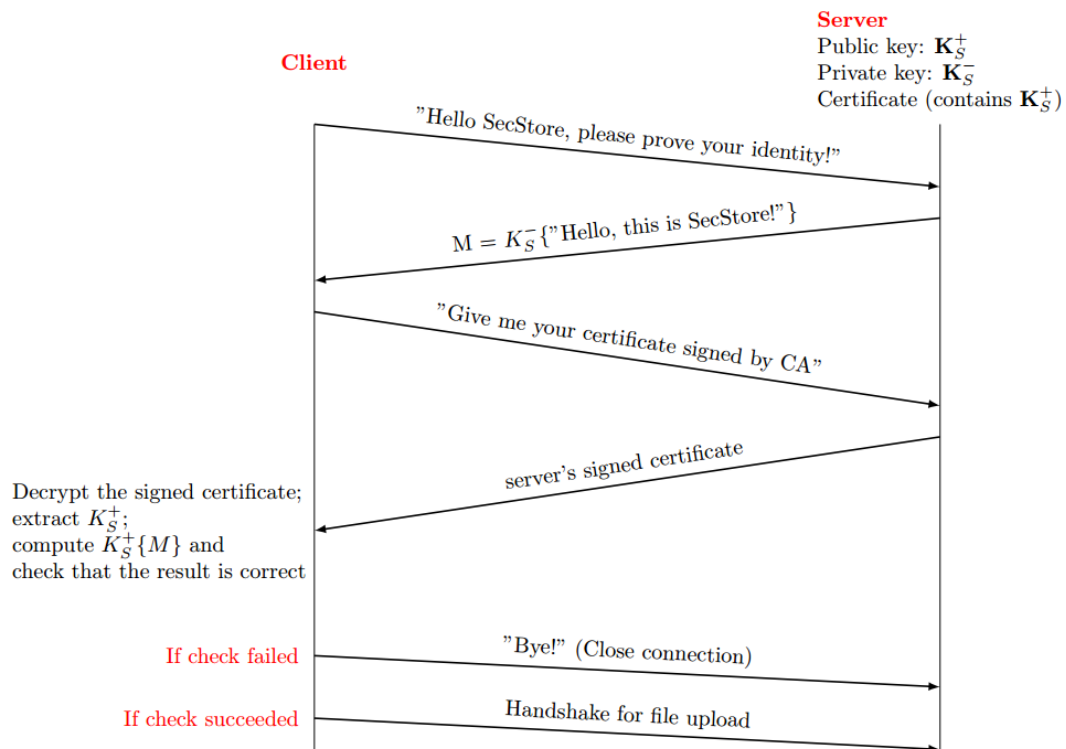 Server
Public key: K_S^+
Private key: K_S^-
Certificate (contains K_S^+)
Client
"Hello SecStore, please prove your identity!"
M = K_S^-{"Hello, this is SecStore!"}
"Give me your certificate signed by CA"
server's signed certificate
Decrypt the signed certificate;
extract K_S^+;
compute K_S^+{M} and
check that the result is correct
If check failed
"Bye!" (Close connection)
If check succeeded
Handshake for file upload